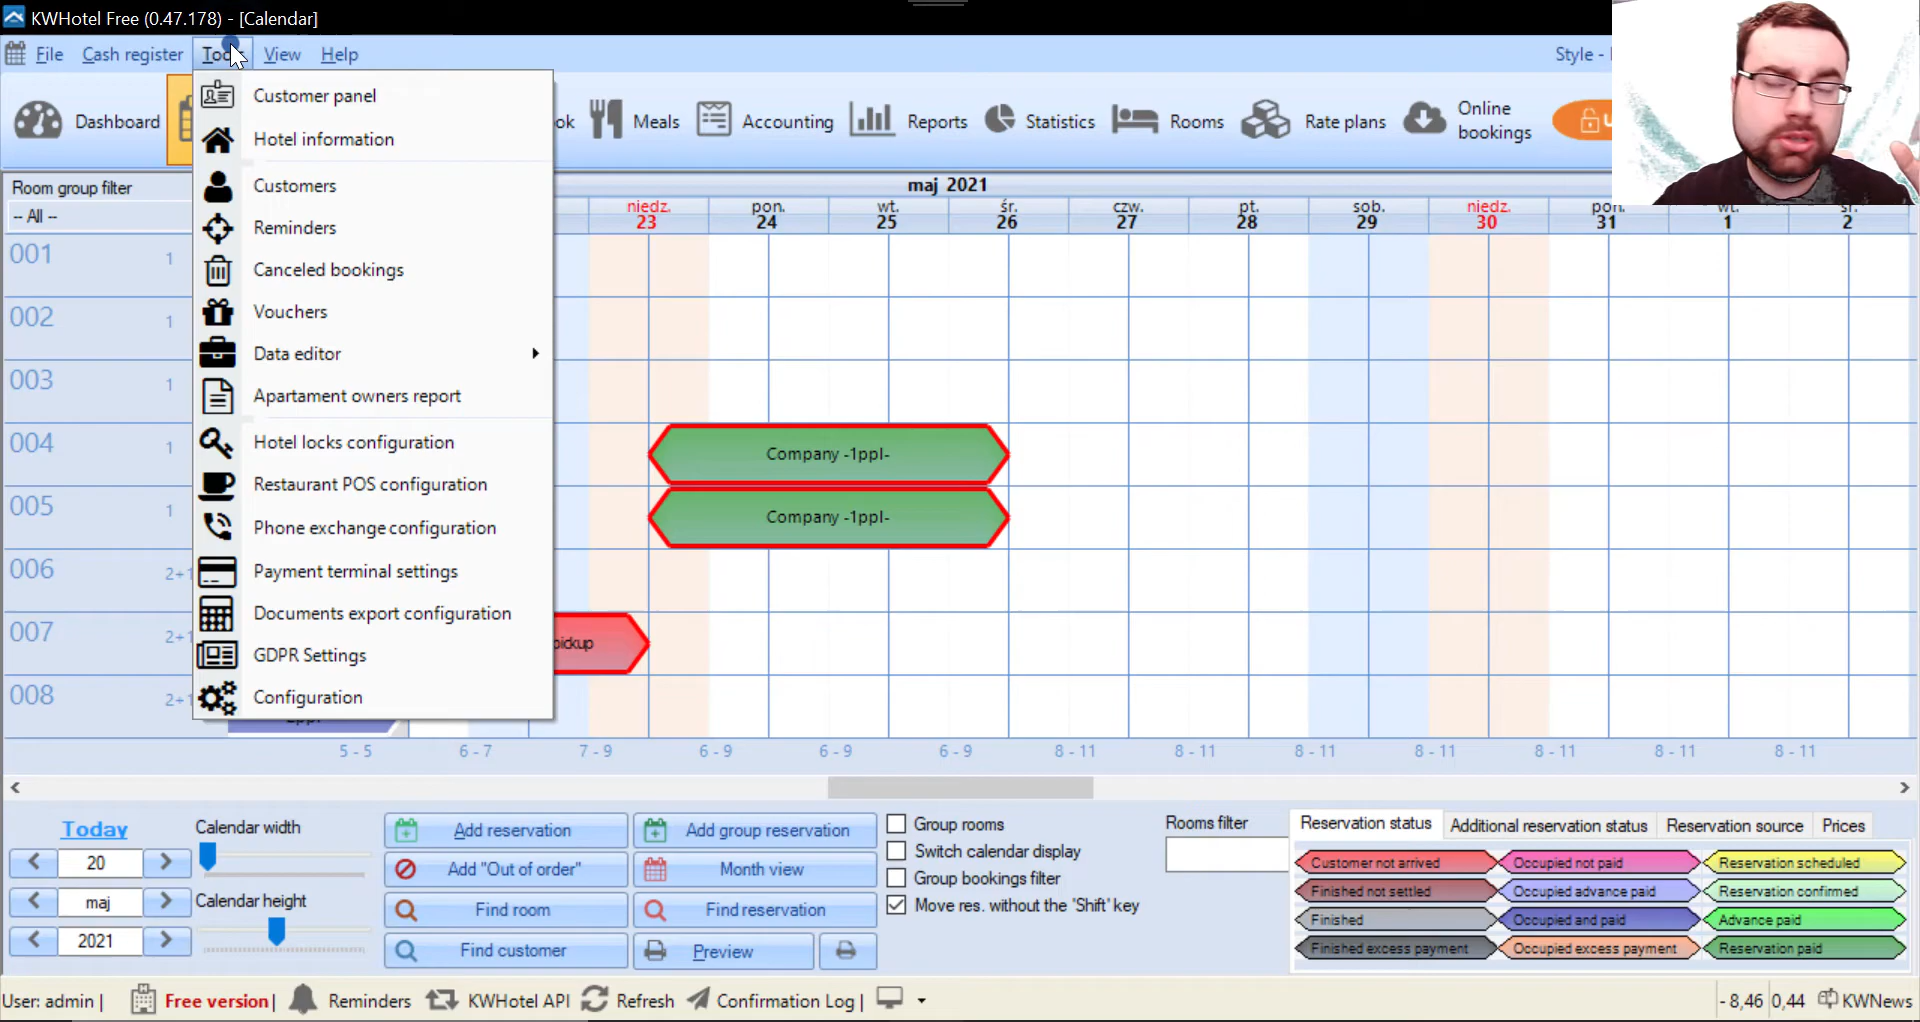 KWHotel Free (0.47.178) - [Calendar]
File Cash register Tools View Help Style -
Dashboard Meals Accounting Reports Statistics Rooms Rate plans Online bookings
Customer panel
Hotel information
Customers
Reminders
Canceled bookings
Vouchers
Data editor
Apartament owners report
Hotel locks configuration
Restaurant POS configuration
Phone exchange configuration
Payment terminal settings
Documents export configuration
GDPR Settings
Configuration
Room group filter
-- All --
maj 2021
niedz. pon. wt. śr. czw. pt. sob. niedz. pon. wt. śr.
23 24 25 26 27 28 29 30 31 1 2
001 1
002 1
003 1
004 1 Company -1ppl-
005 1 Company -1ppl-
006 2+1
007 2+1 pickup
008 2+1
5 - 5 6 - 7 7 - 9 6 - 9 6 - 9 6 - 9 8 - 11 8 - 11 8 - 11 8 - 11 8 - 11 8 - 11 8 - 11
Today
< 20 >
< maj >
< 2021 >
Calendar width
Calendar height
Add reservation
Add "Out of order"
Find room
Find customer
Add group reservation
Month view
Find reservation
Preview
Group rooms
Switch calendar display
Group bookings filter
Move res. without the 'Shift' key
Rooms filter
Reservation status Additional reservation status Reservation source Prices
Customer not arrived Occupied not paid Reservation scheduled
Finished not settled Occupied advance paid Reservation confirmed
Finished Occupied and paid Advance paid
Finished excess payment Occupied excess payment Reservation paid
User: admin | Free version | Reminders KWHotel API Refresh Confirmation Log | - 8,46 0,44 KWNews